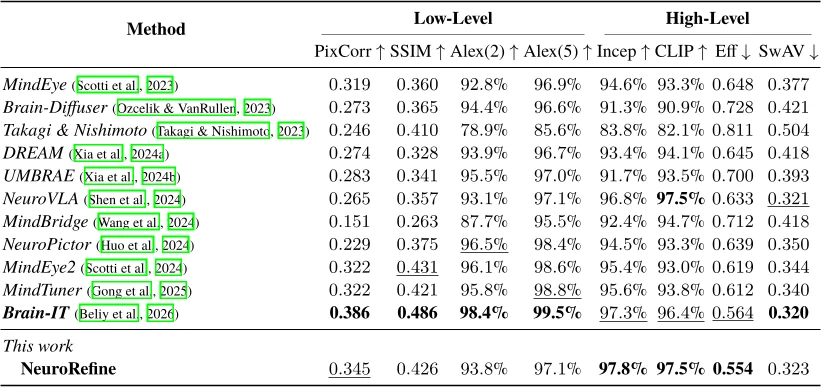 Method Low-Level High-Level
PixCorr ↑ SSIM ↑ Alex(2) ↑ Alex(5) ↑ Incep ↑ CLIP ↑ Eff ↓ SwAV ↓
MindEye (Scotti et al., 2023) 0.319 0.360 92.8% 96.9% 94.6% 93.3% 0.648 0.377
Brain-Diffuser (Ozcelik & VanRullen, 2023) 0.273 0.365 94.4% 96.6% 91.3% 90.9% 0.728 0.421
Takagi & Nishimoto (Takagi & Nishimoto, 2023) 0.246 0.410 78.9% 85.6% 83.8% 82.1% 0.811 0.504
DREAM (Xia et al., 2024a) 0.274 0.328 93.9% 96.7% 93.4% 94.1% 0.645 0.418
UMBRAE (Xia et al., 2024b) 0.283 0.341 95.5% 97.0% 91.7% 93.5% 0.700 0.393
NeuroVLA (Shen et al., 2024) 0.265 0.357 93.1% 97.1% 96.8% 97.5% 0.633 0.321
MindBridge (Wang et al., 2024) 0.151 0.263 87.7% 95.5% 92.4% 94.7% 0.712 0.418
NeuroPictor (Huo et al., 2024) 0.229 0.375 96.5% 98.4% 94.5% 93.3% 0.639 0.350
MindEye2 (Scotti et al., 2024) 0.322 0.431 96.1% 98.6% 95.4% 93.0% 0.619 0.344
MindTuner (Gong et al., 2025) 0.322 0.421 95.8% 98.8% 95.6% 93.8% 0.612 0.340
Brain-IT (Beliy et al., 2026) 0.386 0.486 98.4% 99.5% 97.3% 96.4% 0.564 0.320
This work
NeuroRefine 0.345 0.426 93.8% 97.1% 97.8% 97.5% 0.554 0.323